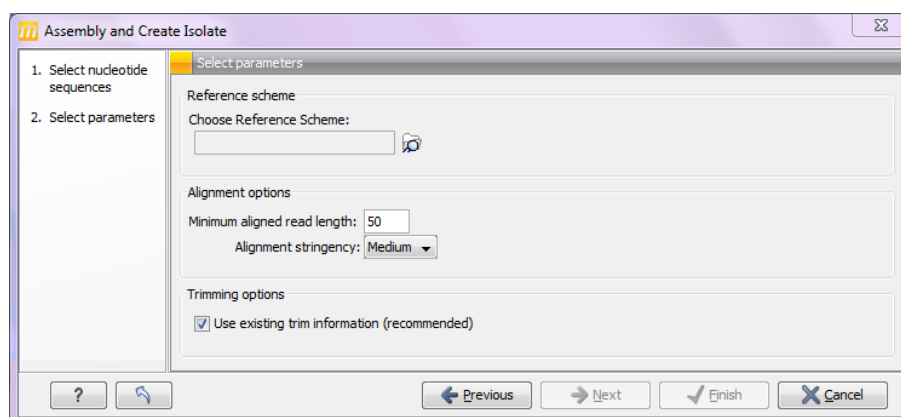 Assembly and Create Isolate
1. Select nucleotide
sequences
2. Select parameters
Select parameters
Reference scheme
Choose Reference Scheme:
Alignment options
Minimum aligned read length: 50
Alignment stringency: Medium
Trimming options
Use existing trim information (recommended)
?
Previous
Next
Finish
Cancel